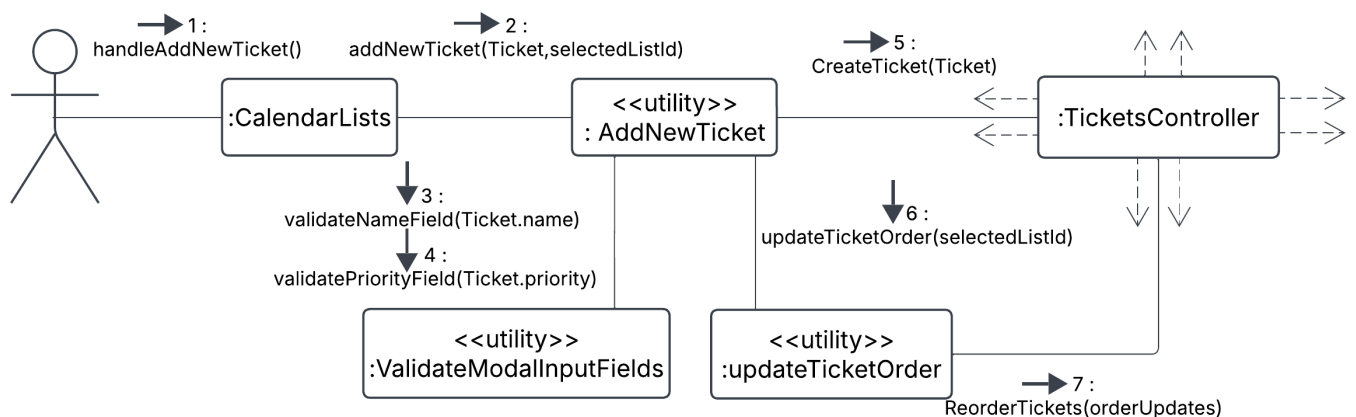 1 :
handleAddNewTicket()
2 :
addNewTicket(Ticket,selectedListId)
5 :
CreateTicket(Ticket)
:CalendarLists
<<utility>>
: AddNewTicket
:TicketsController
3 :
validateNameField(Ticket.name)
4 :
validatePriorityField(Ticket.priority)
6 :
updateTicketOrder(selectedListId)
<<utility>>
:ValidateModalInputFields
<<utility>>
:updateTicketOrder
7 :
ReorderTickets(orderUpdates)